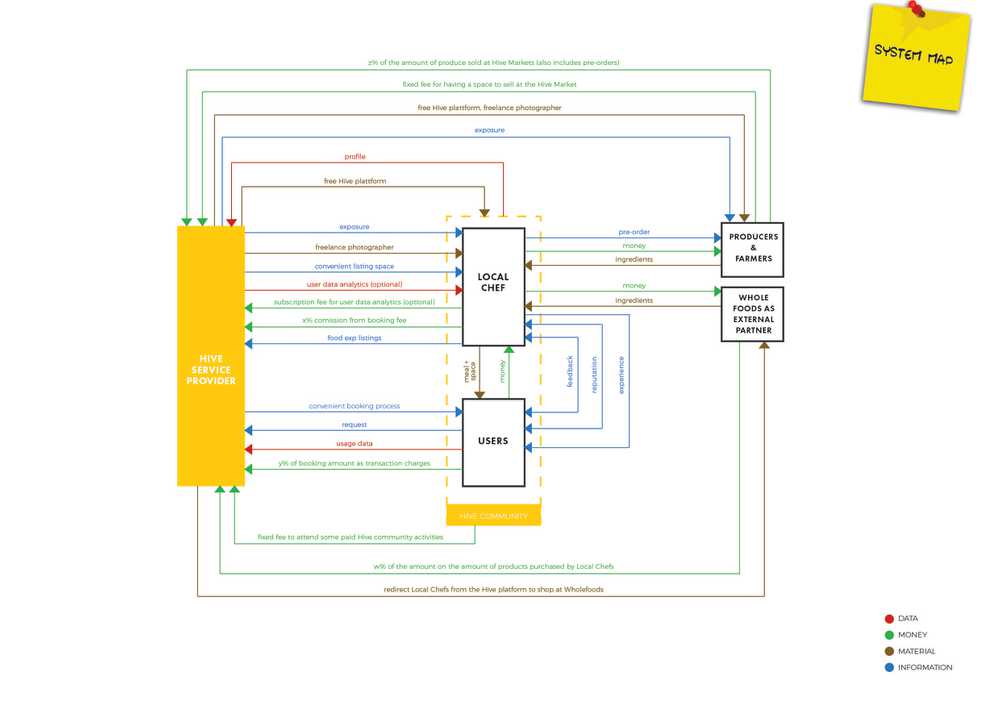 SYSTEM MAP
z% of the amount of produce sold at Hive Markets (also includes pre-orders)
fixed fee for having a space to sell at the Hive Market
free Hive plattform, freelance photographer
exposure
profile
free Hive plattform
exposure
freelance photographer
convenient listing space
user data analytics (optional)
subscription fee for user data analytics (optional)
x% comission from booking fee
food exp listings
HIVE
SERVICE
PROVIDER
LOCAL
CHEF
pre-order
money
ingredients
money
ingredients
PRODUCERS
&
FARMERS
WHOLE
FOODS AS
EXTERNAL
PARTNER
meal +
space
money
feedback
reputation
experience
convenient booking process
request
usage data
y% of booking amount as transaction charges
USERS
HIVE COMMUNITY
fixed fee to attend some paid Hive community activities
w% of the amount on the amount of products purchased by Local Chefs
redirect Local Chefs from the Hive platform to shop at Wholefoods
DATA
MONEY
MATERIAL
INFORMATION